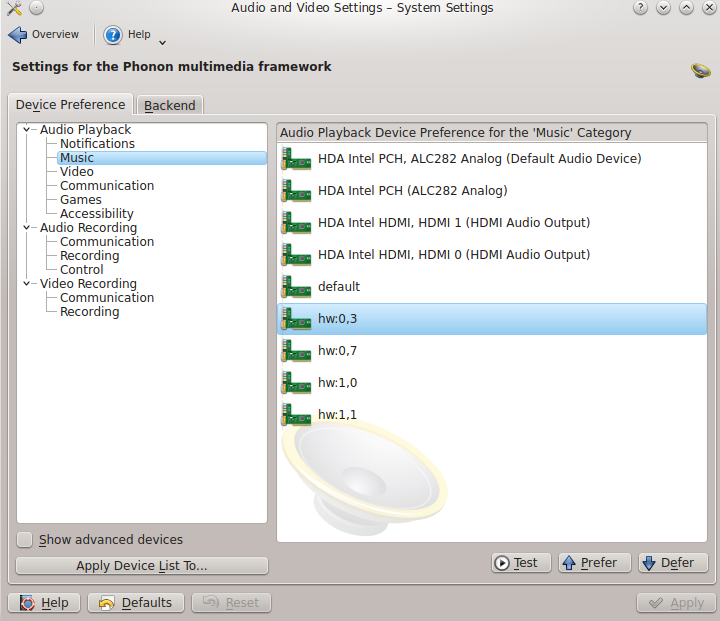 Audio and Video Settings – System Settings
Overview
Help
Settings for the Phonon multimedia framework
Device Preference
Backend
Audio Playback
Notifications
Music
Video
Communication
Games
Accessibility
Audio Recording
Communication
Recording
Control
Video Recording
Communication
Recording
Audio Playback Device Preference for the 'Music' Category
HDA Intel PCH, ALC282 Analog (Default Audio Device)
HDA Intel PCH (ALC282 Analog)
HDA Intel HDMI, HDMI 1 (HDMI Audio Output)
HDA Intel HDMI, HDMI 0 (HDMI Audio Output)
default
hw:0,3
hw:0,7
hw:1,0
hw:1,1
Show advanced devices
Apply Device List To...
Test
Prefer
Defer
Help
Defaults
Reset
Apply